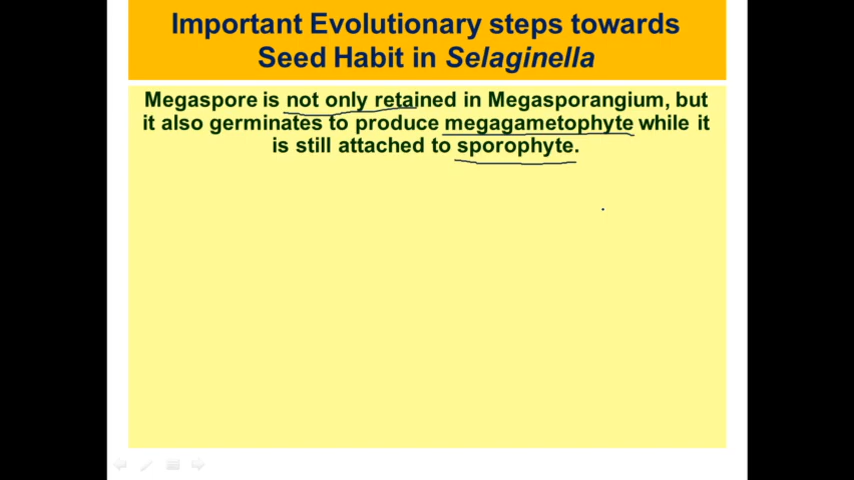 Important Evolutionary steps towards
Seed Habit in Selaginella
Megaspore is not only retained in Megasporangium, but
it also germinates to produce megagametophyte while it
is still attached to sporophyte.